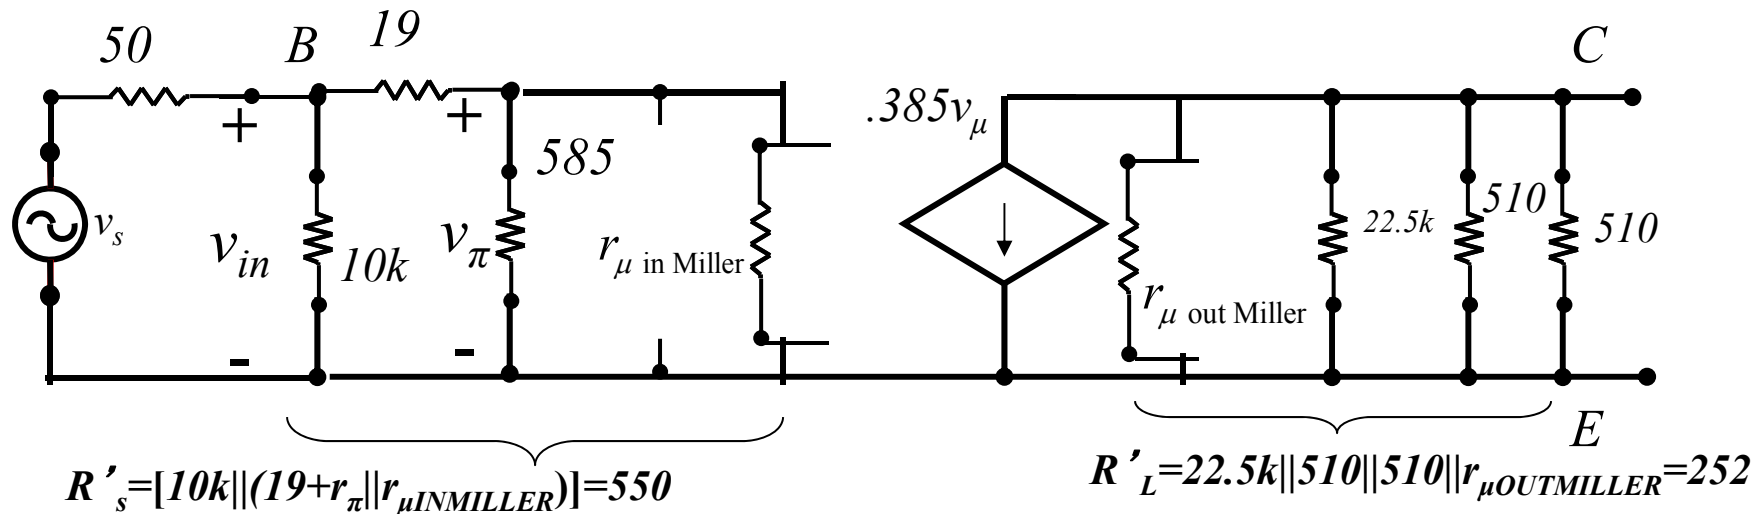 50
B
19
C
+
+
.385vμ
585
vs
vin
10k
vπ
rμ in Miller
rμ out Miller
22.5k
510
510
-
-
E
R's=[10k||(19+rπ||rμINMILLER)]=550
R'L=22.5k||510||510||rμOUTMILLER=252